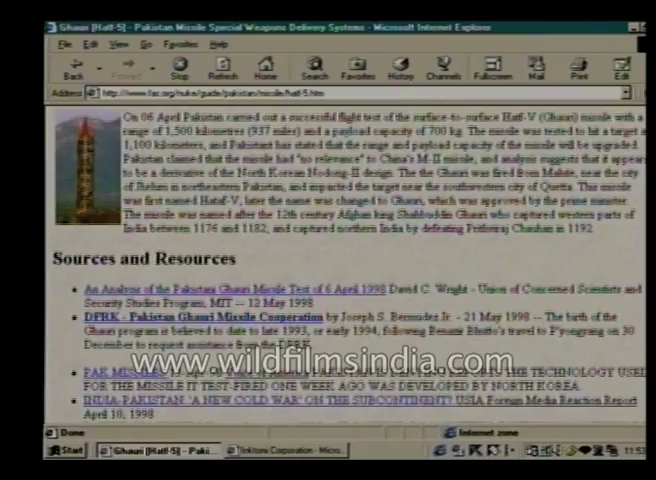 Ghauri [Hatf-5] - Pakistan Missile Special Weapons Delivery Systems - Microsoft Internet Explorer
File Edit View Go Favorites Help
Back Forward Stop Refresh Home Search Favorites History Channels Fullscreen Mail Print Edit
Address http://www.fas.org/nuke/guide/pakistan/missile/hatf-5.htm
On 06 April Pakistan carried out a successful flight test of the surface-to-surface Hatf-V (Ghauri) missile with a
range of 1,500 kilometres (937 miles) and a payload capacity of 700 kg. The missile was tested to hit a target a
1,100 kilometers, and Pakistant has stated that the range and payload capacity of the missile will be upgraded.
Pakistan claimed that the missile had "no relevance" to China's M-II missile, and analysis suggests that it appears
to be a derivative of the North Korean Nodong-II design. The the Ghauri was fired from Malute, near the city
of Jhelum in northeastern Pakistan, and impacted the target near the southwestern city of Quetta. This missile
was first named Hataf-V, later the name was changed to Ghauri, which was approved by the prime minister.
The missile was named after the 12th century Afghan king Shahbuddin Ghauri who captured western parts of
India between 1176 and 1182, and captured northern India by defeating Prithviraj Chauhan in 1192.
Sources and Resources
An Analysis of the Pakistani Ghauri Missile Test of 6 April 1998 David C. Wright - Union of Concerned Scientists and
Security Studies Program, MIT -- 12 May 1998
DPRK - Pakistan Ghauri Missile Cooperation by Joseph S. Bermudez Jr. - 21 May 1998 -- The birth of the
Ghauri program is believed to date to late 1993, or early 1994, following Benazir Bhutto's travel to P'yongyang on 30
December to request assistance from the DPRK
www.wildfilmsindia.com
PAK MISSILE THE TECHNOLOGY USED
FOR THE MISSILE IT TEST-FIRED ONE WEEK AGO WAS DEVELOPED BY NORTH KOREA
INDIA-PAKISTAN: 'A NEW COLD WAR' ON THE SUBCONTINENT? USIA Foreign Media Reaction Report
April 10, 1998
Done Internet zone
Start Ghauri [Hatf-5] - Paki... Inktomi Corporation - Micro... 11:53